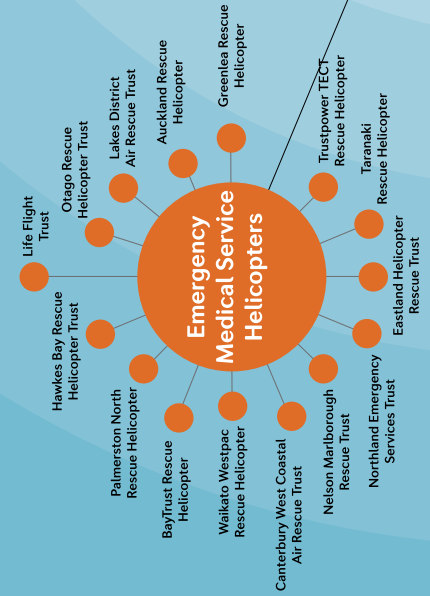 Emergency
Medical Service
Helicopters
Life Flight
Trust
Otago Rescue
Helicopter Trust
Lakes District
Air Rescue Trust
Auckland Rescue
Helicopter
Greenlea Rescue
Helicopter
Trustpower TECT
Rescue Helicopter
Taranaki
Rescue Helicopter
Eastland Helicopter
Rescue Trust
Northland Emergency
Services Trust
Nelson Marlborough
Rescue Trust
Canterbury West Coastal
Air Rescue Trust
Waikato Westpac
Rescue Helicopter
BayTrust Rescue
Helicopter
Palmerston North
Rescue Helicopter
Hawkes Bay Rescue
Helicopter Trust